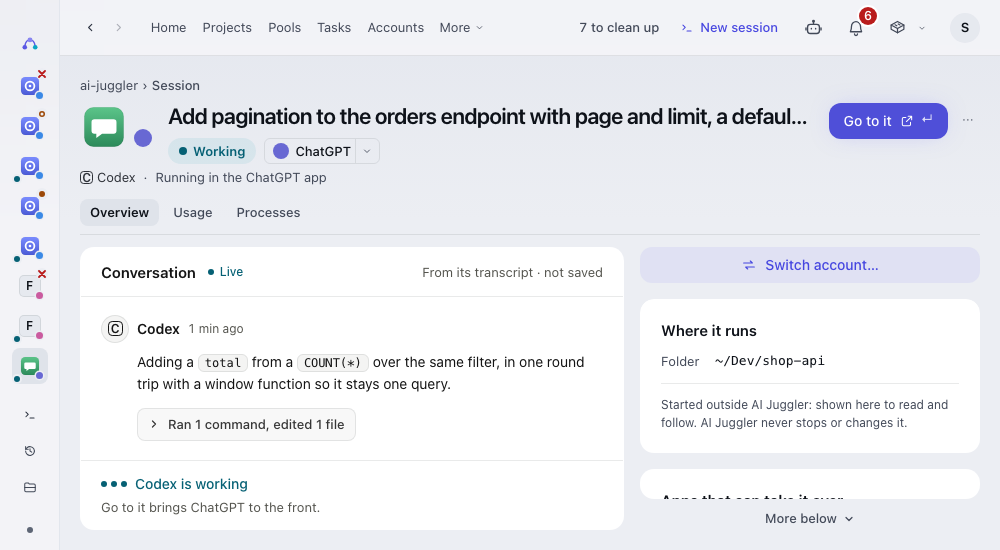 Home Projects Pools Tasks Accounts More
7 to clean up
New session
6
S
ai-juggler › Session
Add pagination to the orders endpoint with page and limit, a defaul...
Go to it
Working
ChatGPT
Codex · Running in the ChatGPT app
Overview Usage Processes
Conversation Live From its transcript · not saved
Switch account...
C Codex 1 min ago
Adding a total from a COUNT(*) over the same filter, in one round
trip with a window function so it stays one query.
Ran 1 command, edited 1 file
Codex is working
Go to it brings ChatGPT to the front.
Where it runs
Folder ~/Dev/shop-api
Started outside AI Juggler: shown here to read and
follow. AI Juggler never stops or changes it.
Apps that can take it over
More below
F
F